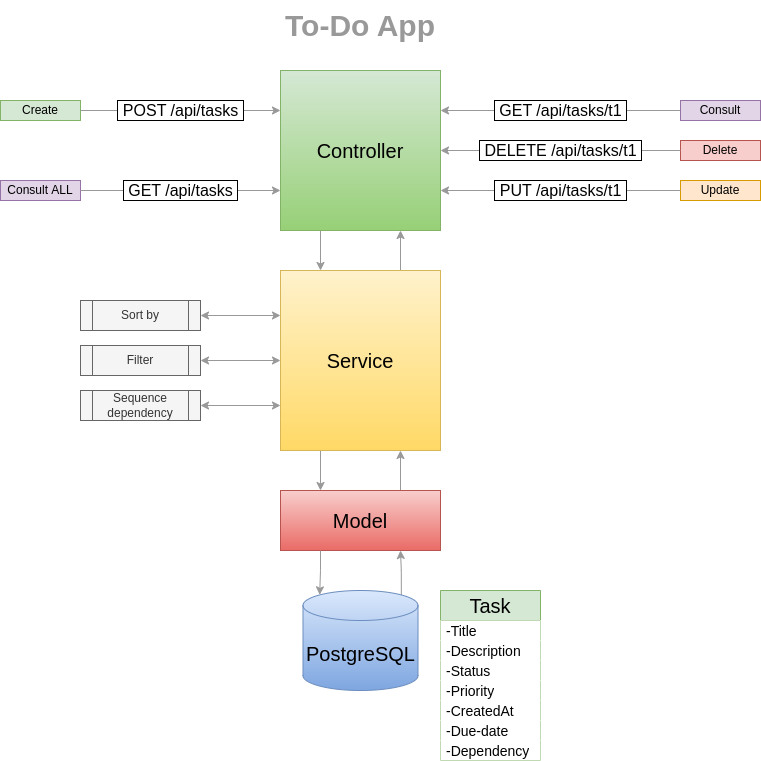 To-Do App
Create
POST /api/tasks
Controller
GET /api/tasks/t1
Consult
DELETE /api/tasks/t1
Delete
Consult ALL
GET /api/tasks
PUT /api/tasks/t1
Update
Sort by
Filter
Sequence
dependency
Service
Model
PostgreSQL
Task
-Title
-Description
-Status
-Priority
-CreatedAt
-Due-date
-Dependency